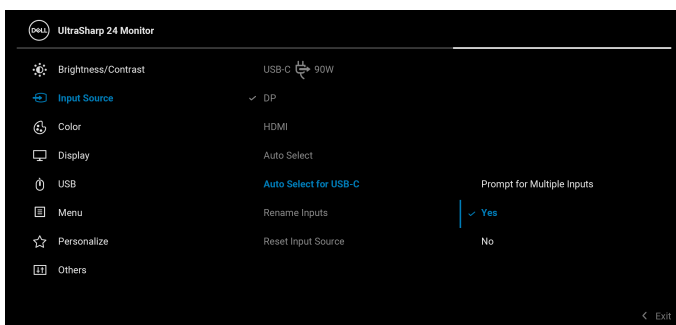 DELL UltraSharp 24 Monitor
Brightness/Contrast USB-C 90W
Input Source DP
Color HDMI
Display Auto Select
USB Auto Select for USB-C Prompt for Multiple Inputs
Menu Rename Inputs Yes
Personalize Reset Input Source No
Others
Exit